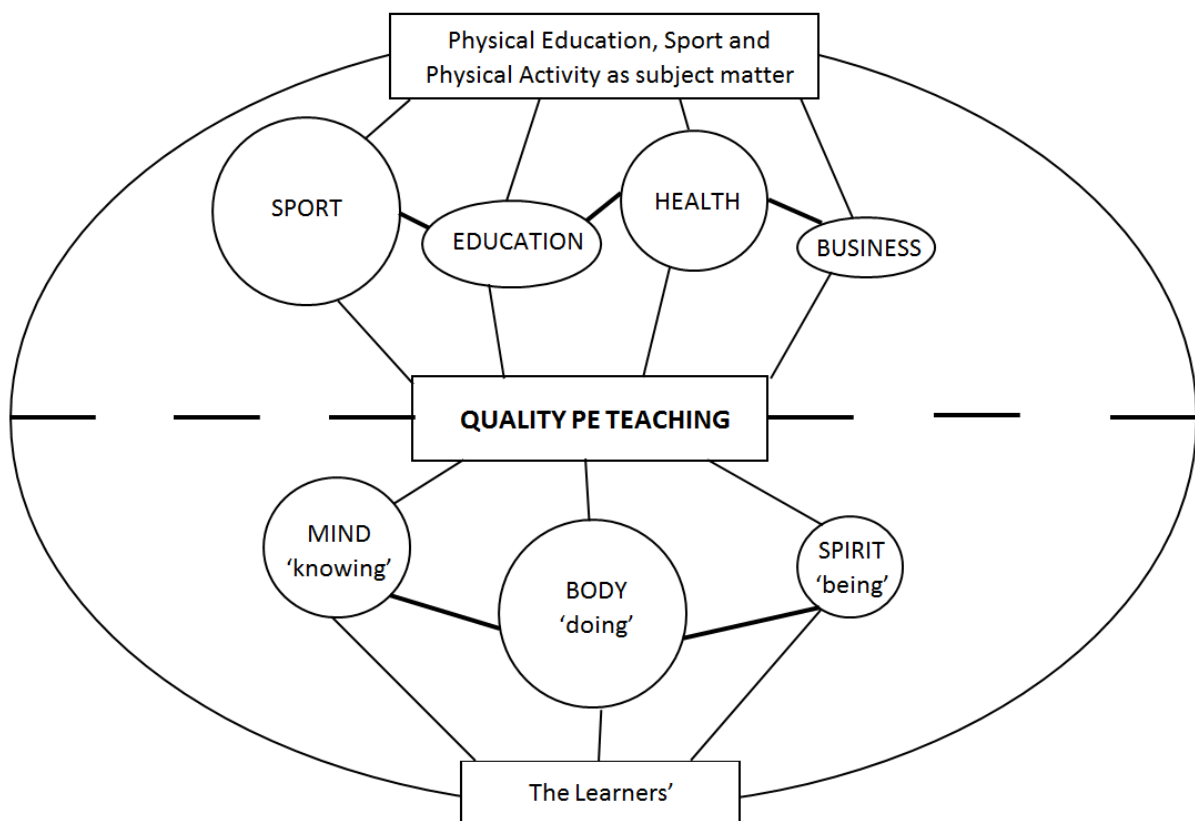 Physical Education, Sport and
Physical Activity as subject matter
SPORT
EDUCATION
HEALTH
BUSINESS
QUALITY PE TEACHING
MIND
‘knowing’
BODY
‘doing’
SPIRIT
‘being’
The Learners’